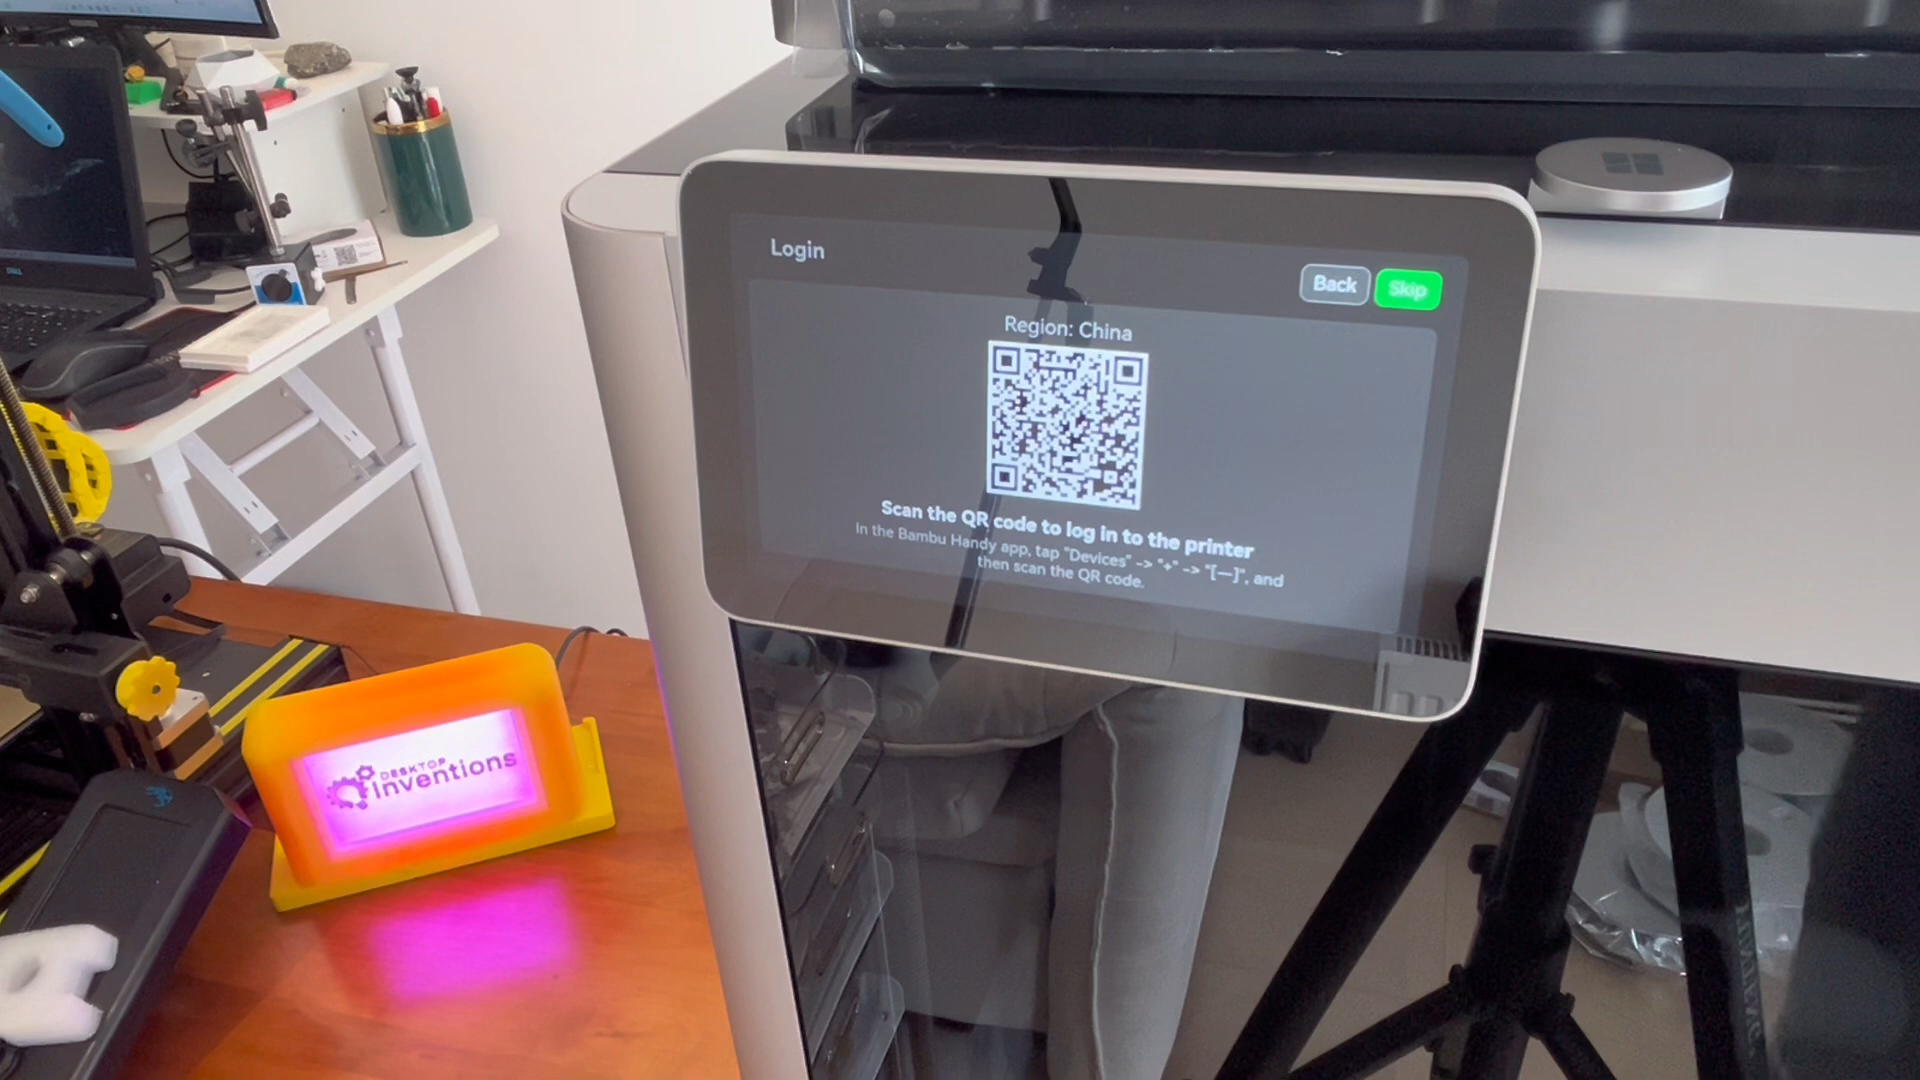 Login
Back
Skip
Region: China
Scan the QR code to log in to the printer
In the Bambu Handy app, tap "Devices" -> "+" -> "[—]", and
then scan the QR code.
DESKTOP
inventions
DELL